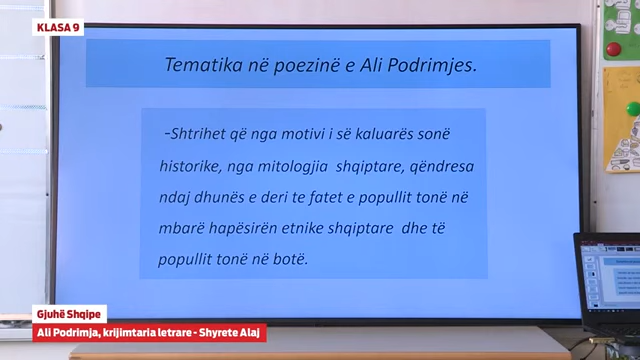 KLASA 9
Tematika në poezinë e Ali Podrimjes.
-Shtrihet që nga motivi i së kaluarës sonë
historike, nga mitologjia shqiptare, qëndresa
ndaj dhunës e deri te fatet e popullit tonë në
mbarë hapësirën etnike shqiptare dhe të
popullit tonë në botë.
Gjuhë Shqipe
Ali Podrimja, krijimtaria letrare - Shyrete Alaj